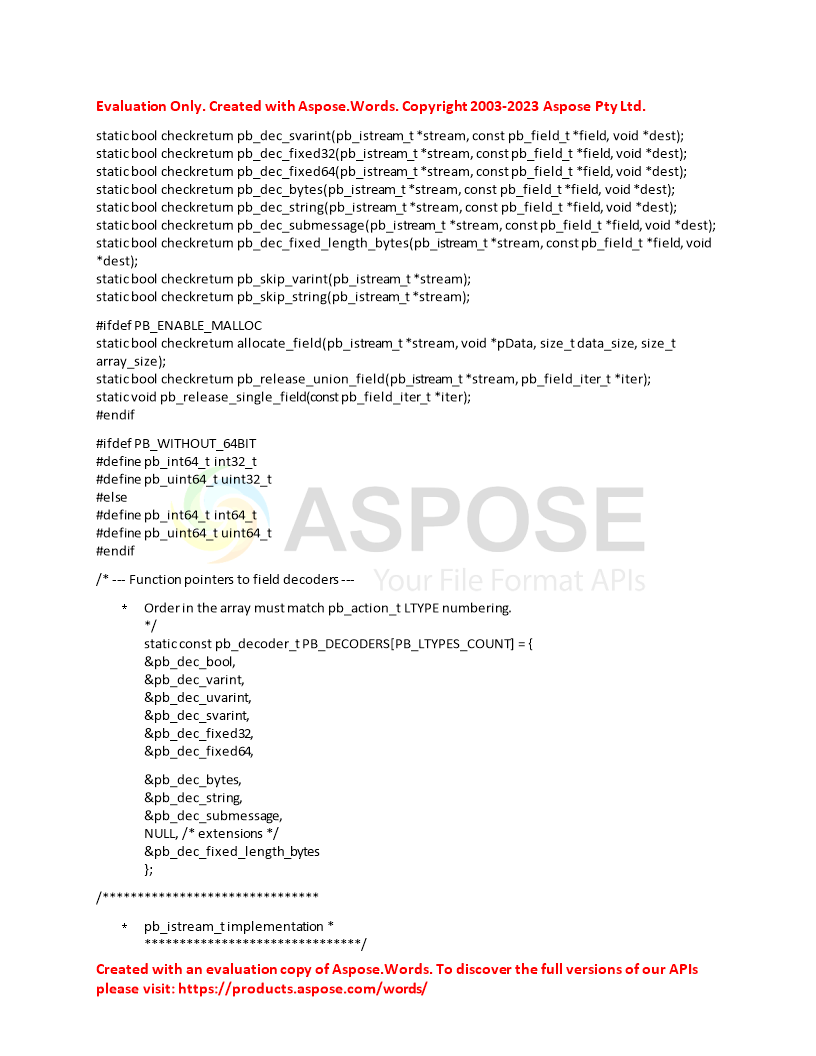 Evaluation Only. Created with Aspose.Words. Copyright 2003-2023 Aspose Pty Ltd.
static bool checkreturn pb_dec_svarint(pb_istream_t *stream, const pb_field_t *field, void *dest);
static bool checkreturn pb_dec_fixed32(pb_istream_t *stream, const pb_field_t *field, void *dest);
static bool checkreturn pb_dec_fixed64(pb_istream_t *stream, const pb_field_t *field, void *dest);
static bool checkreturn pb_dec_bytes(pb_istream_t *stream, const pb_field_t *field, void *dest);
static bool checkreturn pb_dec_string(pb_istream_t *stream, const pb_field_t *field, void *dest);
static bool checkreturn pb_dec_submessage(pb_istream_t *stream, const pb_field_t *field, void *dest);
static bool checkreturn pb_dec_fixed_length_bytes(pb_istream_t *stream, const pb_field_t *field, void
*dest);
static bool checkreturn pb_skip_varint(pb_istream_t *stream);
static bool checkreturn pb_skip_string(pb_istream_t *stream);
#ifdef PB_ENABLE_MALLOC
static bool checkreturn allocate_field(pb_istream_t *stream, void *pData, size_t data_size, size_t
array_size);
static bool checkreturn pb_release_union_field(pb_istream_t *stream, pb_field_iter_t *iter);
static void pb_release_single_field(const pb_field_iter_t *iter);
#endif
#ifdef PB_WITHOUT_64BIT
#define pb_int64_t int32_t
#define pb_uint64_t uint32_t
#else
#define pb_int64_t int64_t
#define pb_uint64_t uint64_t
#endif
ASPOSE
Your File Format APIs
/* --- Function pointers to field decoders ---
* Order in the array must match pb_action_t LTYPE numbering.
*/
static const pb_decoder_t PB_DECODERS[PB_LTYPES_COUNT] = {
&pb_dec_bool,
&pb_dec_varint,
&pb_dec_uvarint,
&pb_dec_svarint,
&pb_dec_fixed32,
&pb_dec_fixed64,
&pb_dec_bytes,
&pb_dec_string,
&pb_dec_submessage,
NULL, /* extensions */
&pb_dec_fixed_length_bytes
};
/*******************************
* pb_istream_t implementation *
*******************************/
Created with an evaluation copy of Aspose.Words. To discover the full versions of our APIs
please visit: https://products.aspose.com/words/